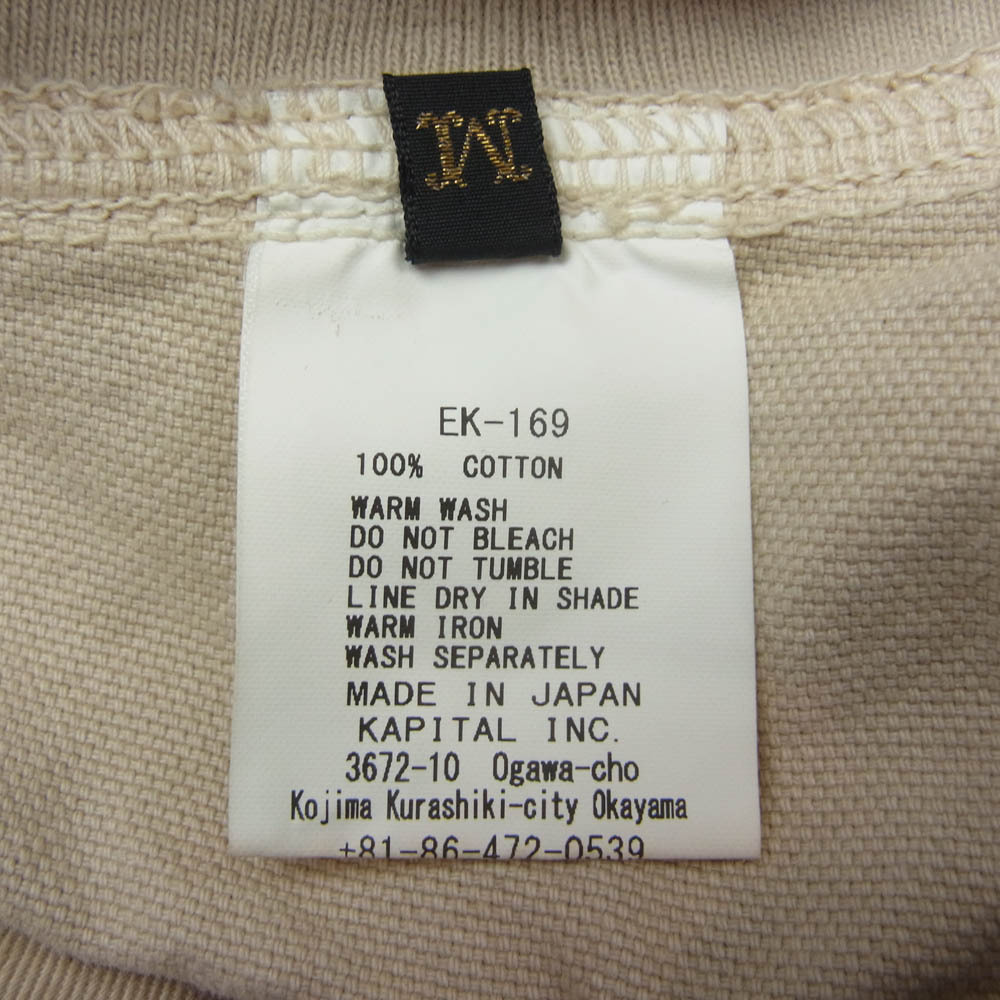 M
EK-169
100% COTTON
WARM WASH
DO NOT BLEACH
DO NOT TUMBLE
LINE DRY IN SHADE
WARM IRON
WASH SEPARATELY
MADE IN JAPAN
KAPITAL INC.
3672-10 Ogawa-cho
Kojima Kurashiki-city Okayama
+81-86-472-0539